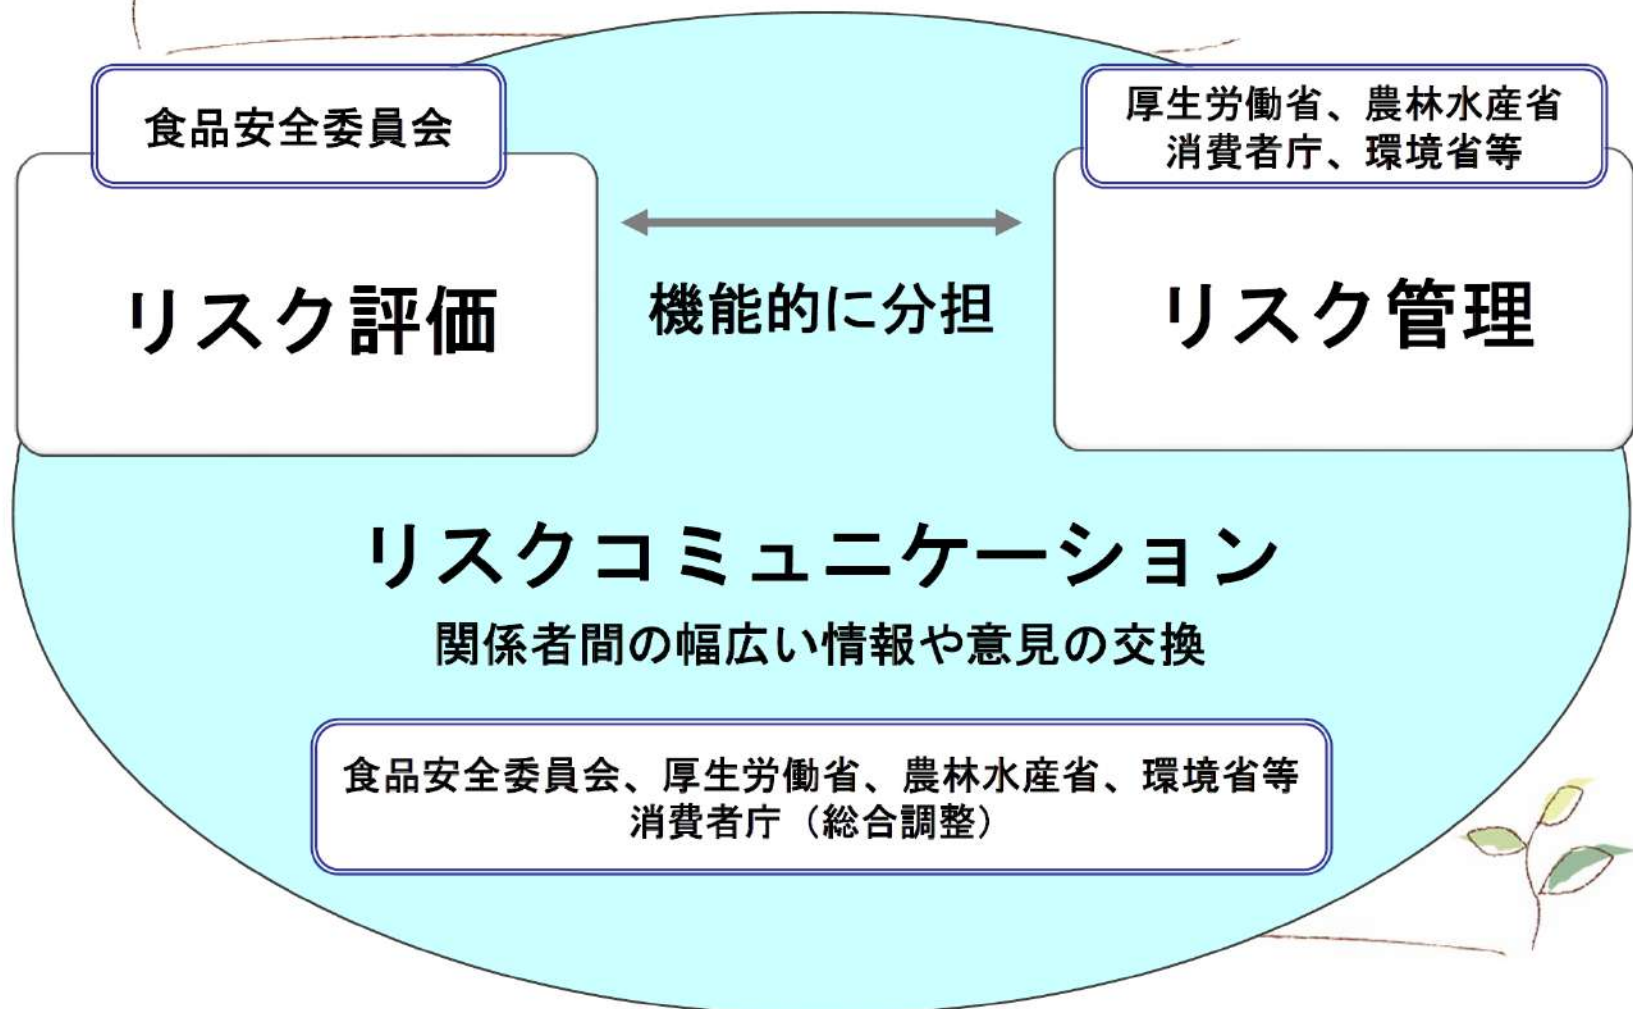 食品安全委員会
厚生労働省、農林水産省
消費者庁、環境省等
リスク評価
機能的に分担
リスク管理
リスクコミュニケーション
関係者間の幅広い情報や意見の交換
食品安全委員会、厚生労働省、農林水産省、環境省等
消費者庁（総合調整）